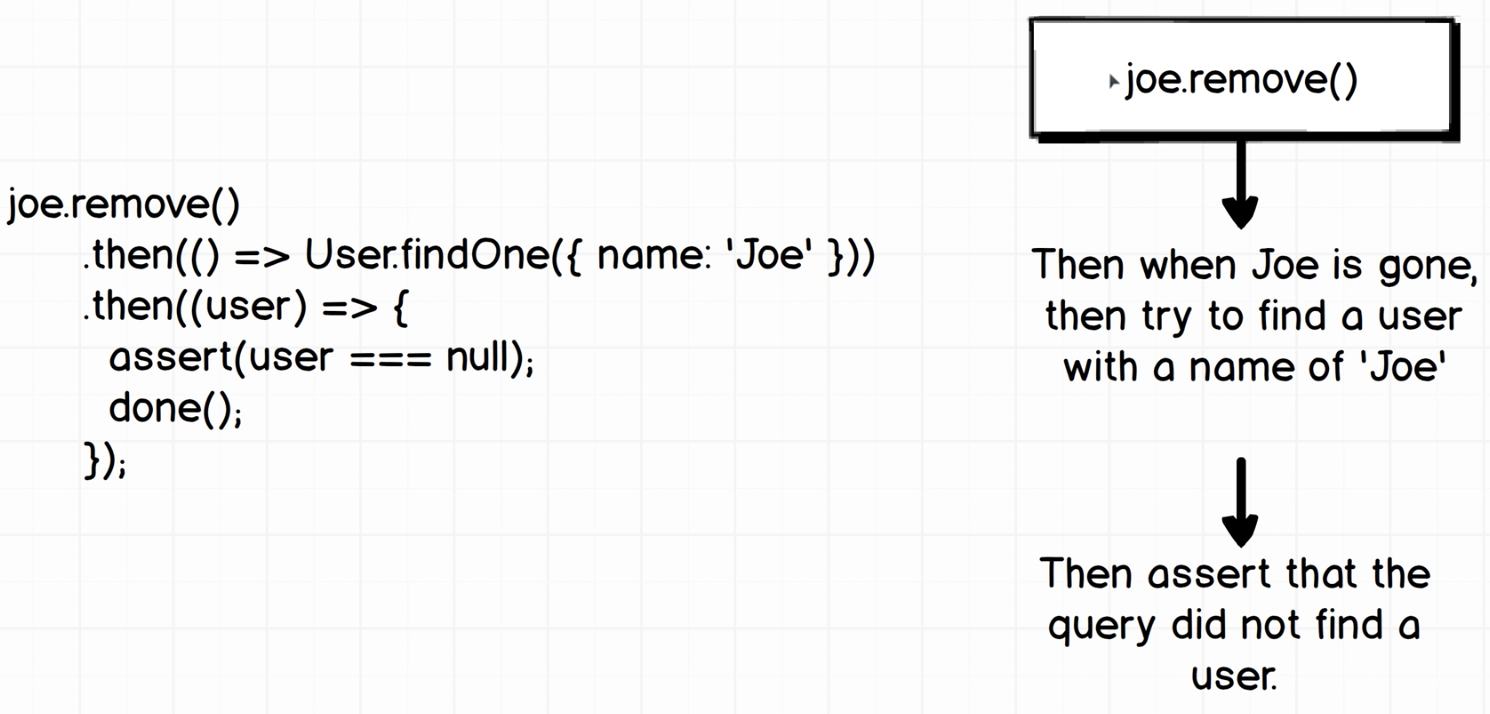 joe.remove()
.then(() => User.findOne({ name: 'Joe' }))
.then((user) => {
assert(user === null);
done();
});
joe.remove()
Then when Joe is gone,
then try to find a user
with a name of 'Joe'
Then assert that the
query did not find a
user.